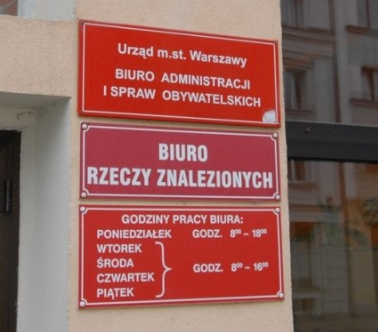 Urząd m.st. Warszawy
BIURO ADMINISTRACJI
I SPRAW OBYWATELSKICH
BIURO
RZECZY ZNALEZIONYCH
GODZINY PRACY BIURA:
PONIEDZIAŁEK GODZ. 8⁰⁰ - 18⁰⁰
WTOREK
ŚRODA
CZWARTEK
PIĄTEK
GODZ. 8⁰⁰ - 16⁰⁰